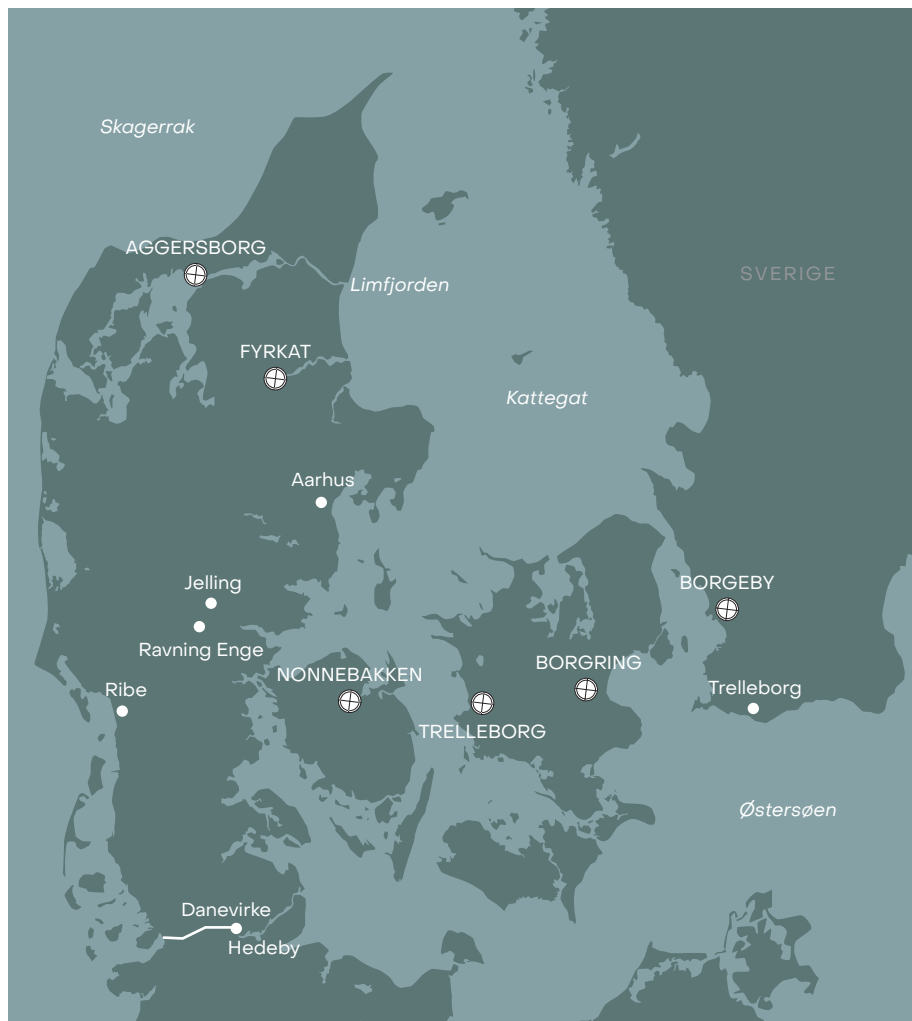 Skagerrak
AGGERSBORG
SVERIGE
Limfjorden
FYRKAT
Kattegat
Aarhus
Jelling
BORGEBY
Ravning Enge
BORGRING
NONNEBAKKEN
Ribe
Trelleborg
TRELLEBORG
Østersøen
Danevirke
Hedeby